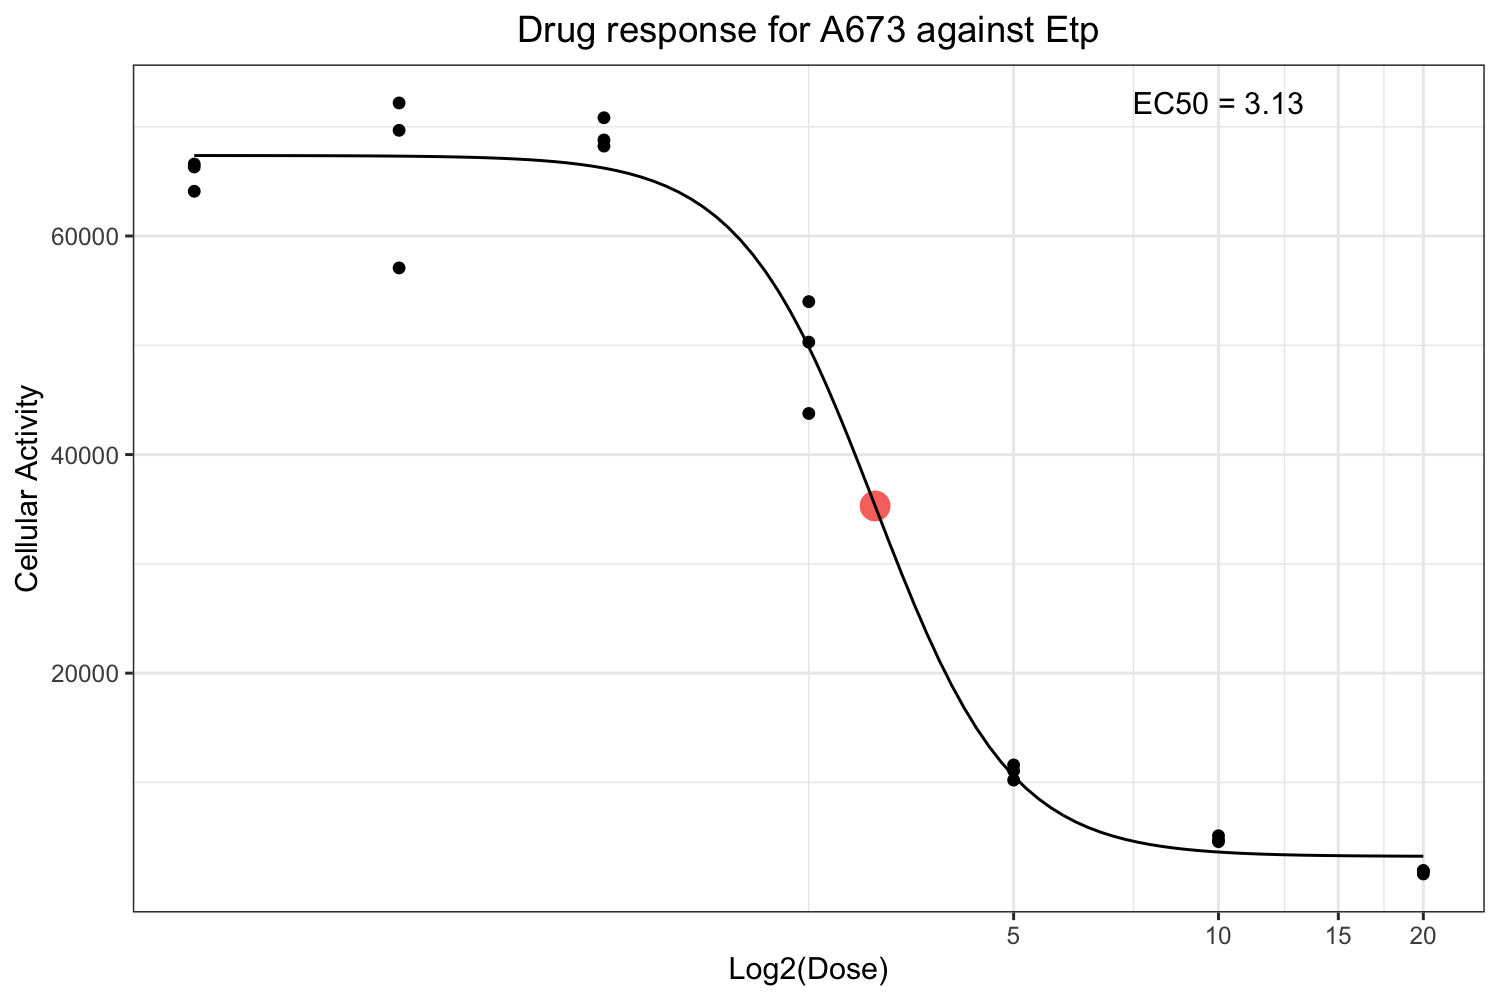 Drug response for A673 against Etp
EC50 = 3.13
60000
40000
20000
Cellular Activity
5 10 15 20
Log2(Dose)